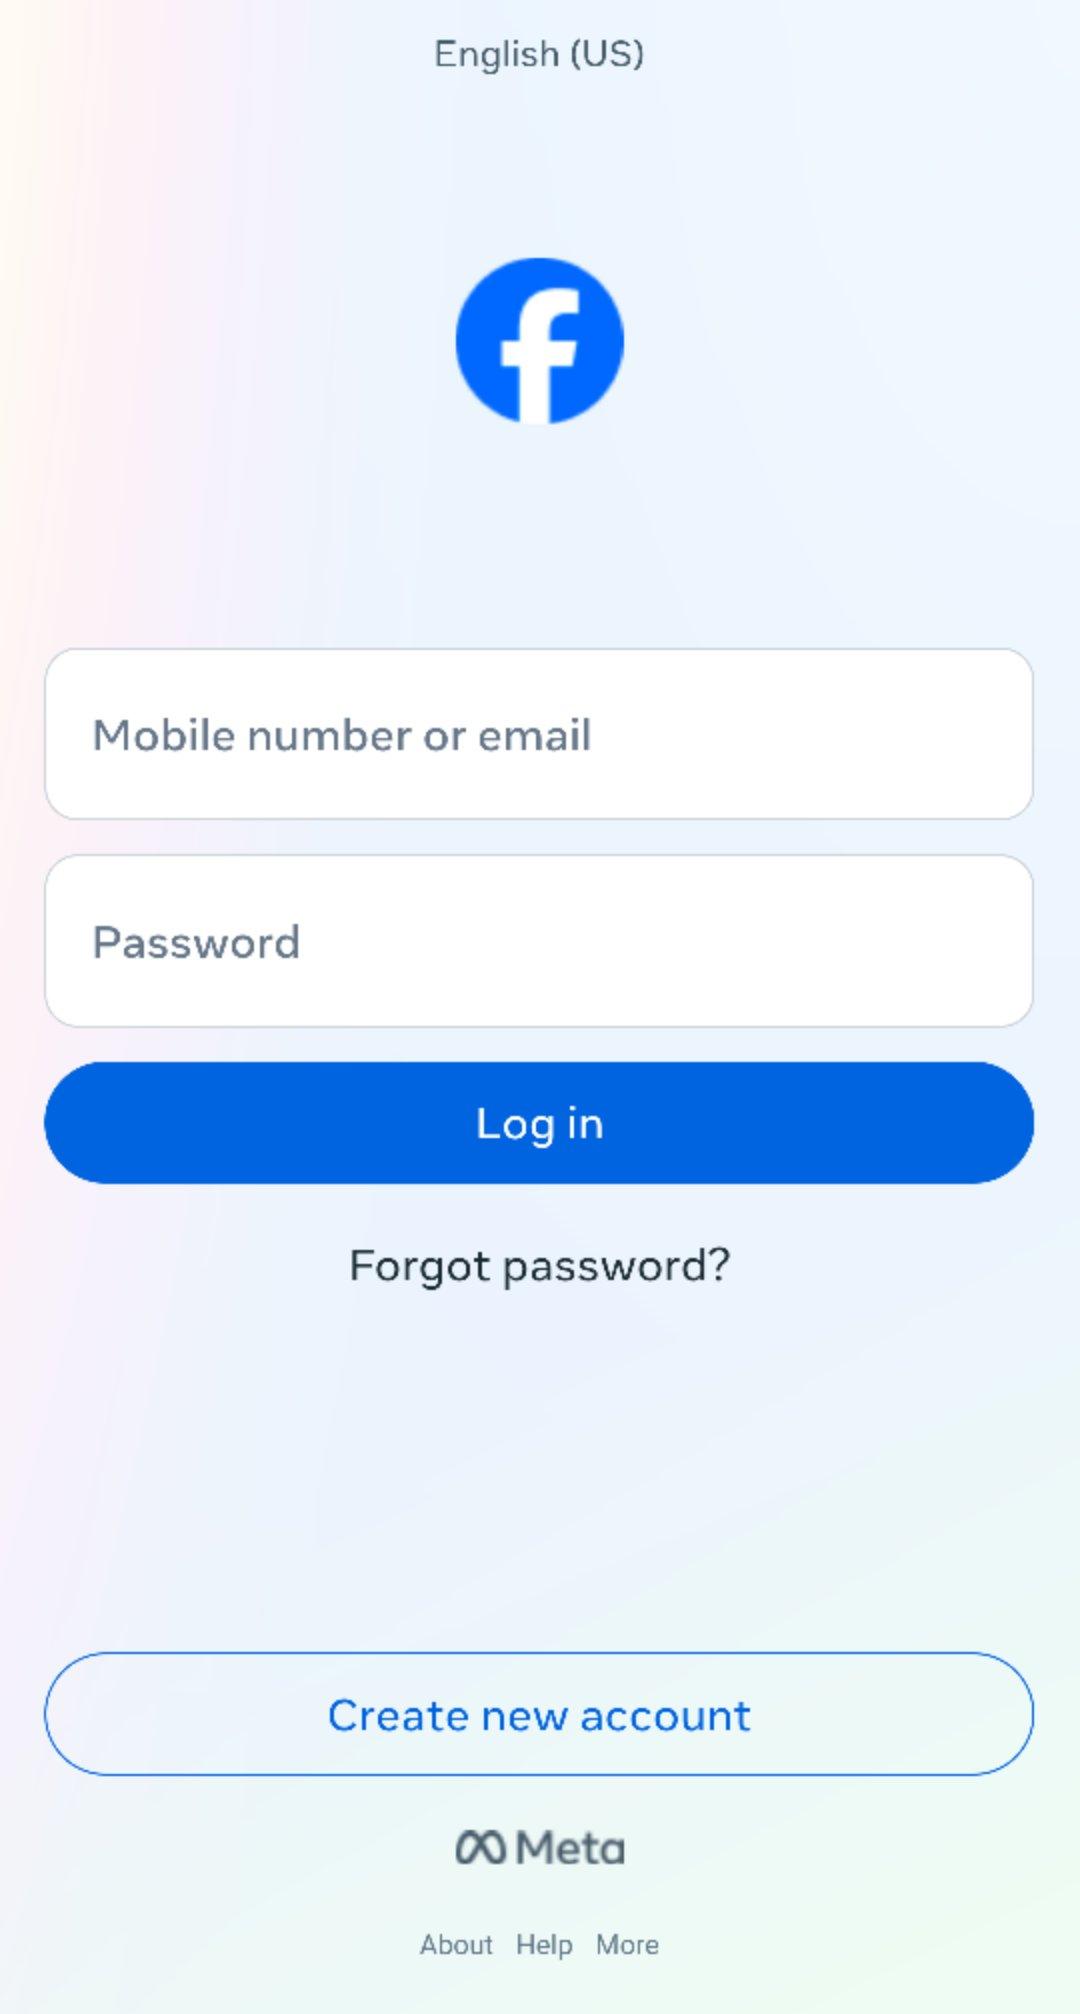 English (US)
Mobile number or email
Password
Log in
Forgot password?
Create new account
Meta
About Help More